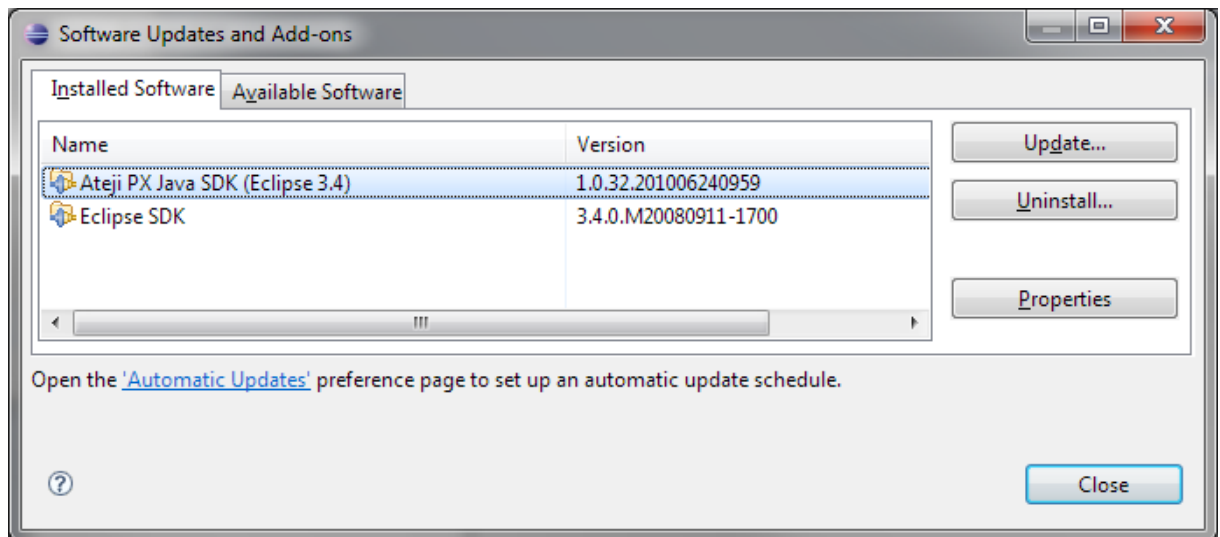 Software Updates and Add-ons
Installed Software Available Software
Name Version Update...
Ateji PX Java SDK (Eclipse 3.4) 1.0.32.201006240959
Uninstall...
Eclipse SDK 3.4.0.M20080911-1700
Properties
Open the 'Automatic Updates' preference page to set up an automatic update schedule.
Close